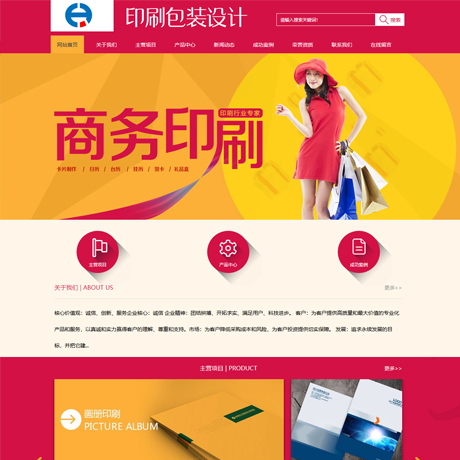 印刷包装设计
请输入搜索关键词!
搜索
网站首页 关于我们 主营项目 产品中心 新闻动态 成功案例 荣誉资质 联系我们 在线留言
印刷行业专家
商务印刷
卡片制作 / 日历 / 台历 / 挂历 / 贺卡 / 礼品盒
主营项目 产品中心 成功案例
关于我们 | ABOUT US 更多>>
核心价值观：诚信、创新、服务企业核心：诚信 企业精神：团结拼搏、开拓求实、满足用户、科技进步。 客户：为客户提供高质量和最大价值的专业化
产品和服务，以真诚和实力赢得客户的理解、尊重和支持。市场：为客户降低采购成本和风险，为客户投资提供切实保障。 发展：追求永续发展的目
标，并把它建...
主营项目 | PRODUCT 更多>>
画册印刷
PICTURE ALBUM